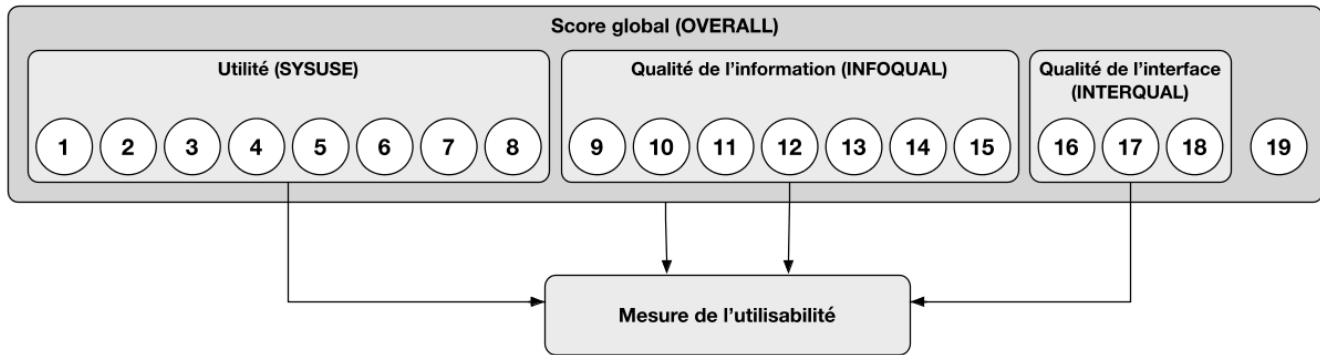 Score global (OVERALL)
Utilité (SYSUSE)
Qualité de l’information (INFOQUAL)
Qualité de l’interface
(INTERQUAL)
1 2 3 4 5 6 7 8 9 10 11 12 13 14 15 16 17 18 19
Mesure de l’utilisabilité